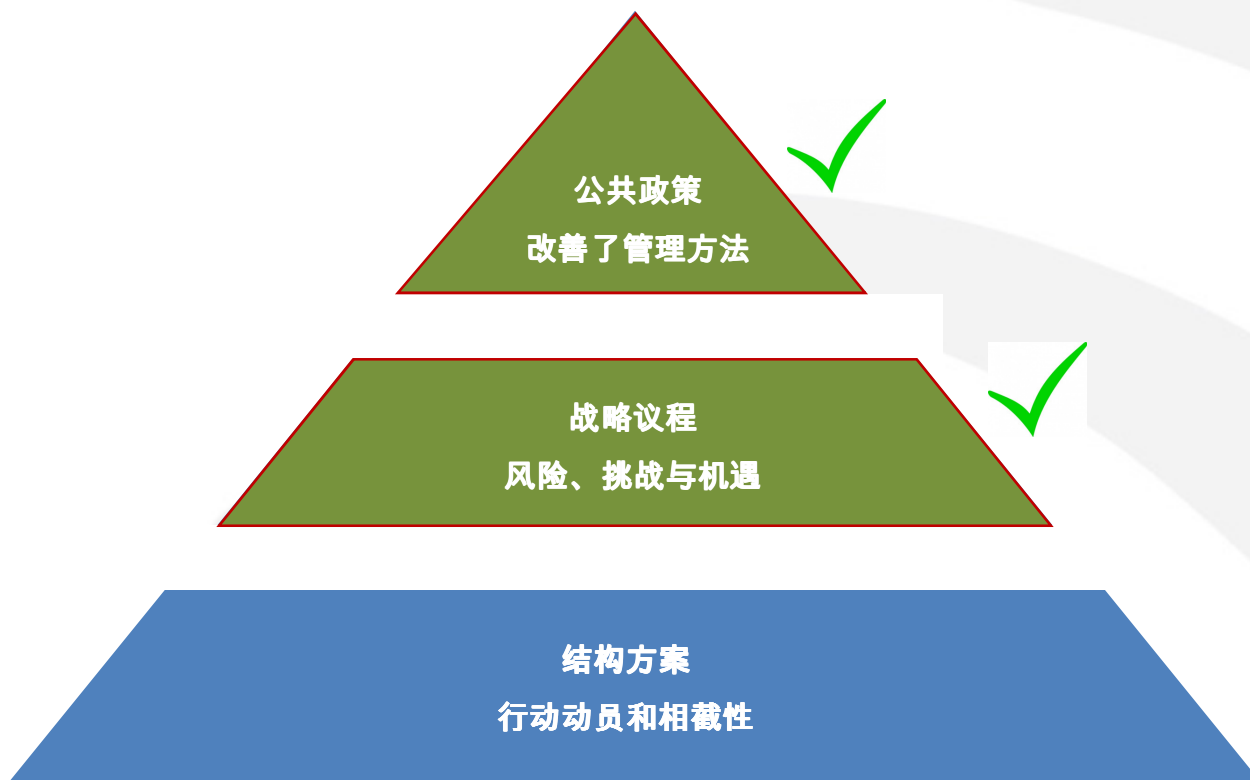 公共政策
改善了管理方法
战略议程
风险、挑战与机遇
结构方案
行动动员和相截性